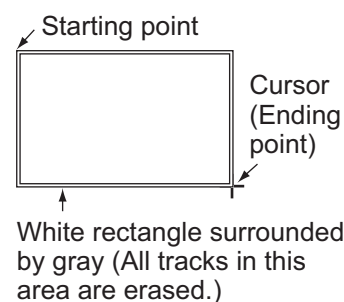 Starting point
Cursor
(Ending
point)
White rectangle surrounded
by gray (All tracks in this
area are erased.)